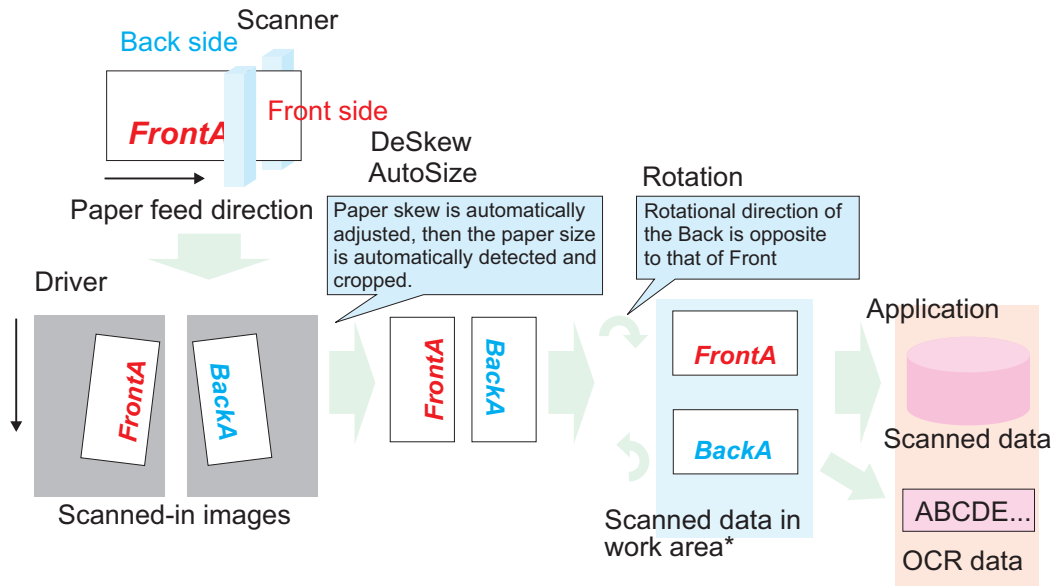 Scanner
Back side
Front side
FrontA
Paper feed direction
DeSkew
AutoSize
Paper skew is automatically
adjusted, then the paper size
is automatically detected and
cropped.
Rotation
Rotational direction of
the Back is opposite
to that of Front
Driver
FrontA
BackA
Scanned-in images
FrontA
BackA
FrontA
BackA
Scanned data in
work area*
Application
Scanned data
ABCDE...
OCR data